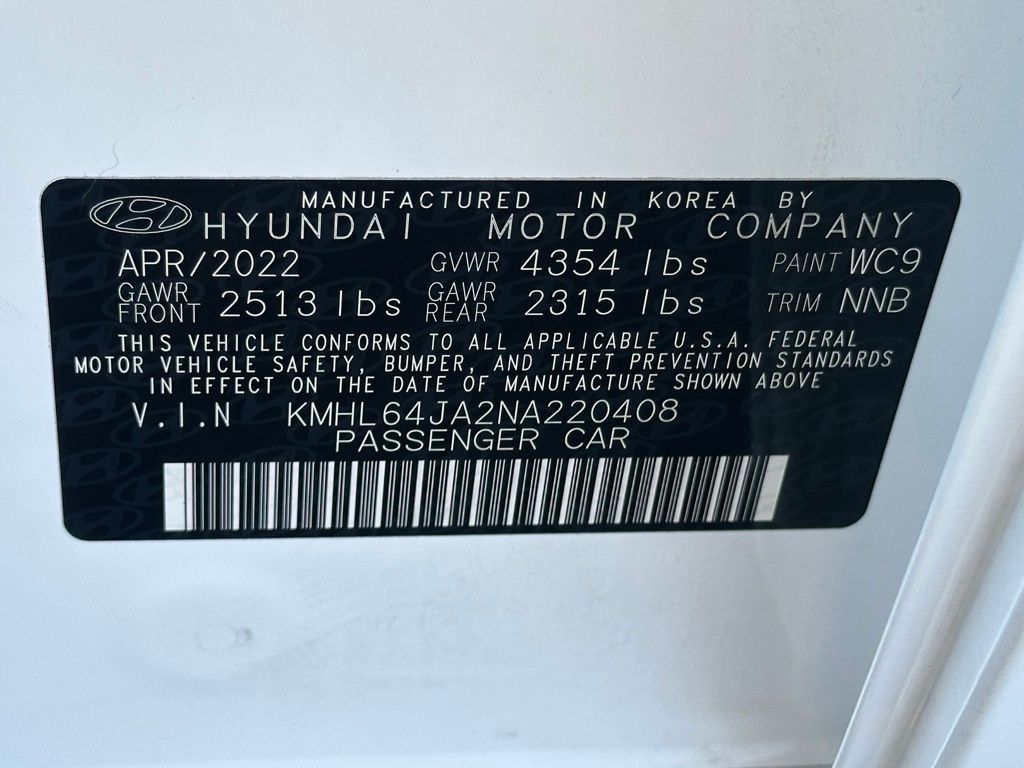 MANUFACTURED IN KOREA BY
HYUNDAI MOTOR COMPANY
APR/2022 GVWR 4354 lbs PAINT WC9
GAWR FRONT 2513 lbs GAWR REAR 2315 lbs TRIM NNB
THIS VEHICLE CONFORMS TO ALL APPLICABLE U.S.A. FEDERAL
MOTOR VEHICLE SAFETY, BUMPER, AND THEFT PREVENTION STANDARDS
IN EFFECT ON THE DATE OF MANUFACTURE SHOWN ABOVE
V.I.N KMHL64JA2NA220408
PASSENGER CAR